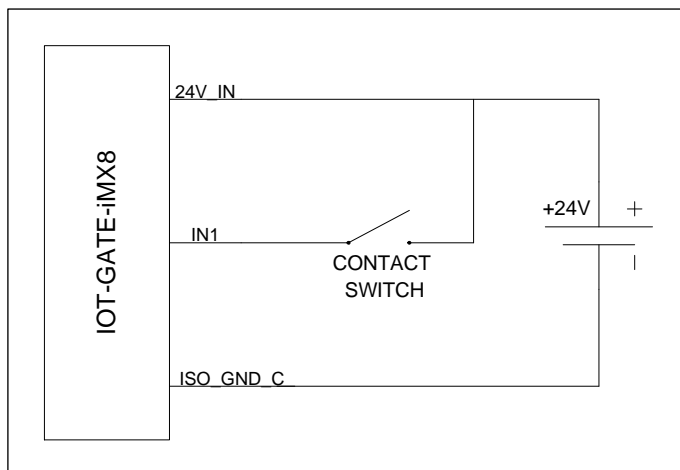 24V_IN
IOT-GATE-iMX8
+24V
+
IN1
CONTACT
SWITCH
–
ISO_GND_C